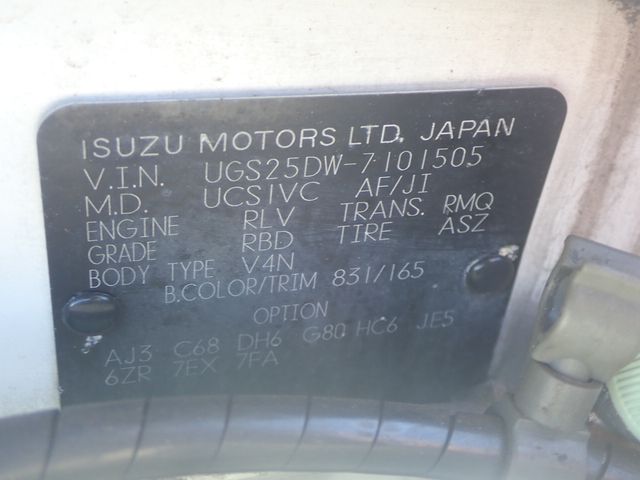 ISUZU MOTORS LTD. JAPAN
V.I.N. UGS25DW-7101505
M.D. UCS1VC AF/JI
ENGINE RLV TRANS. RMQ
GRADE RBD TIRE ASZ
BODY TYPE V4N
B.COLOR/TRIM 831/165
OPTION
AJ3 C68 DH6 G80 HC6 JE5
6ZR 7EX 7FA